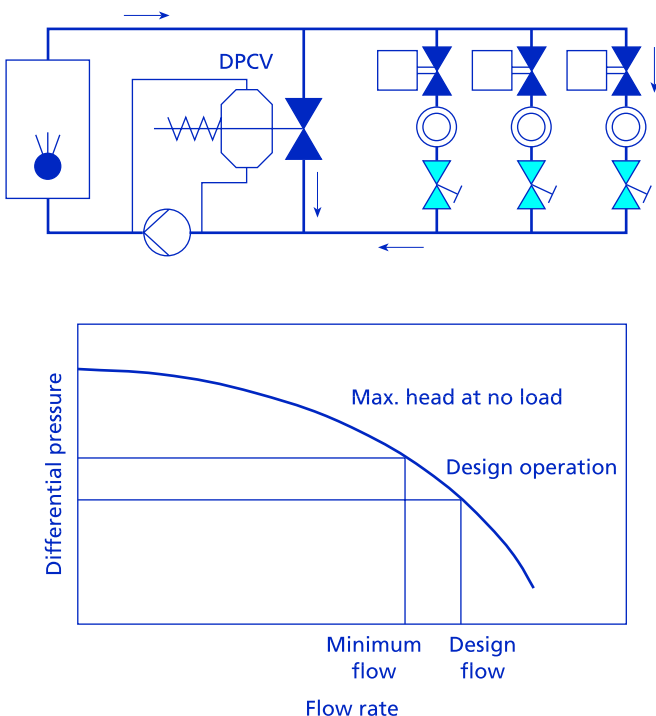 DPCV
Max. head at no load
Design operation
Differential pressure
Minimum
flow
Design
flow
Flow rate